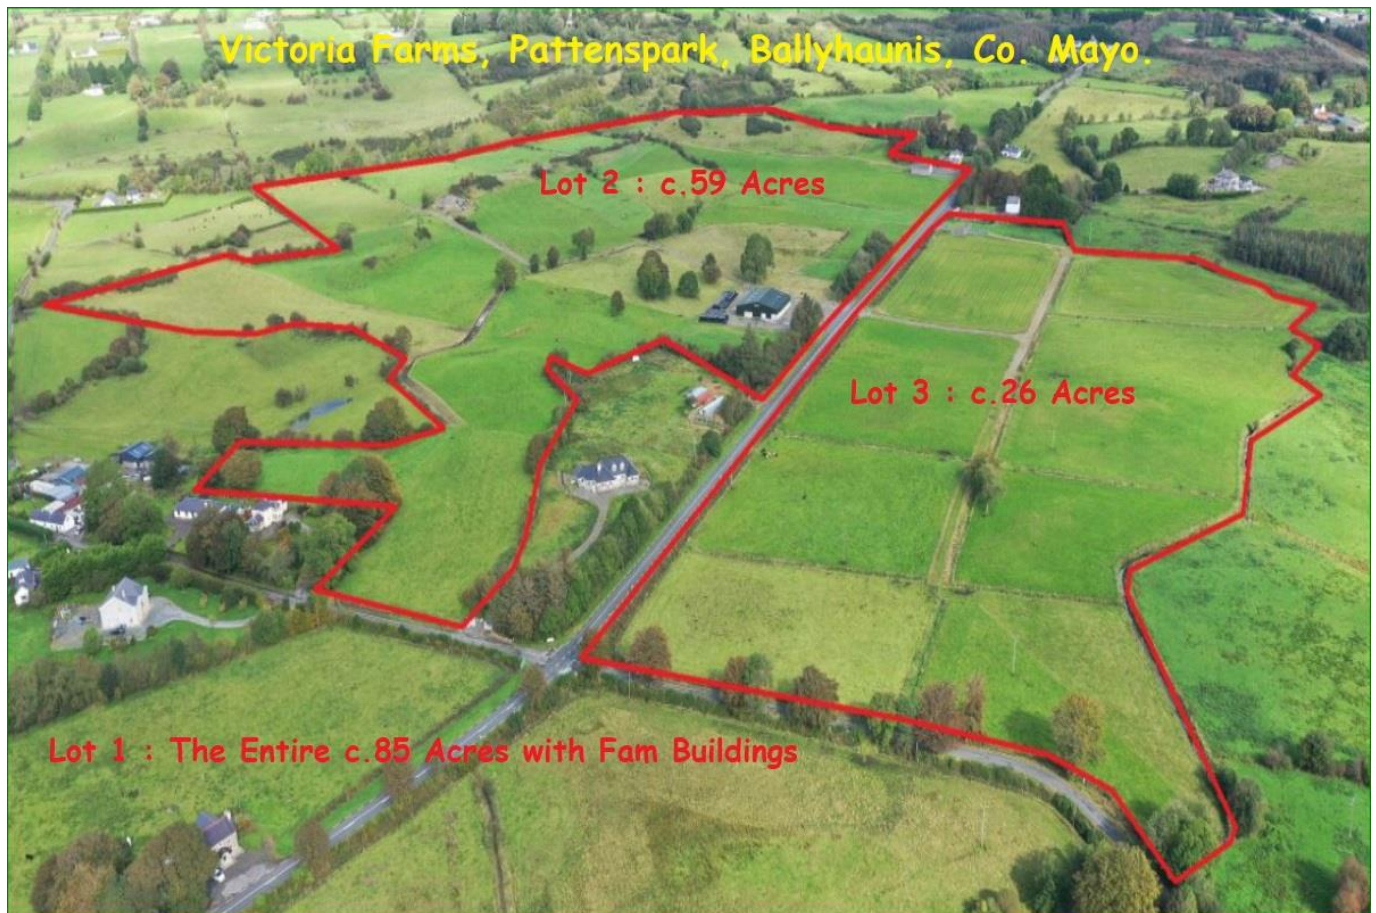 Victoria Farms, Pattenspark, Ballyhaunis, Co. Mayo.
Lot 2 : c.59 Acres
Lot 3 : c.26 Acres
Lot 1 : The Entire c.85 Acres with Fam Buildings